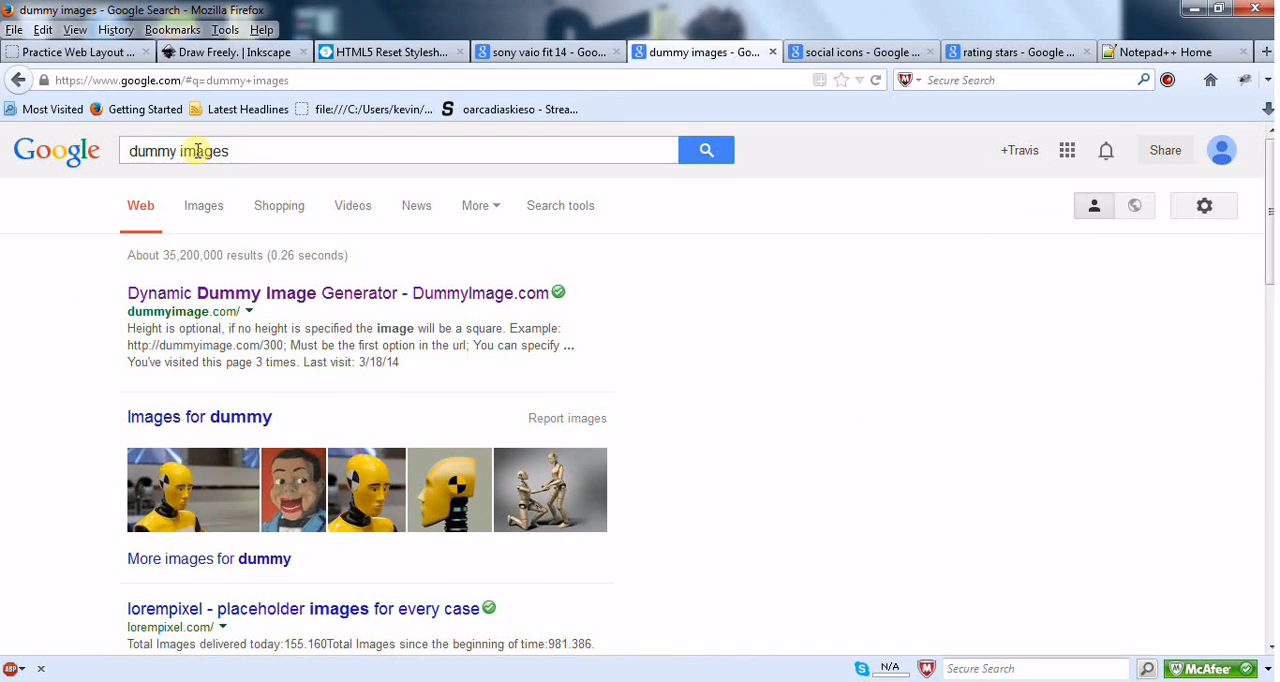 dummy images - Google Search - Mozilla Firefox
File Edit View History Bookmarks Tools Help
Practice Web Layout ... Draw Freely. | Inkscape HTML5 Reset Stylesh... sony vaio fit 14 - Goo... dummy images - Go... social icons - Google ... rating stars - Google ... Notepad++ Home
https://www.google.com/#q=dummy+images Secure Search
Most Visited Getting Started Latest Headlines file:///C:/Users/kevin/... oarcadiaskieso - Strea...
Google dummy images +Travis Share
Web Images Shopping Videos News More Search tools
About 35,200,000 results (0.26 seconds)
Dynamic Dummy Image Generator - DummyImage.com
dummyimage.com/
Height is optional, if no height is specified the image will be a square. Example:
http://dummyimage.com/300; Must be the first option in the url; You can specify ...
You've visited this page 3 times. Last visit: 3/18/14
Images for dummy Report images
More images for dummy
lorempixel - placeholder images for every case
lorempixel.com/
Total Images delivered today:155.160Total Images since the beginning of time:981.386.
ABP N/A Secure Search McAfee